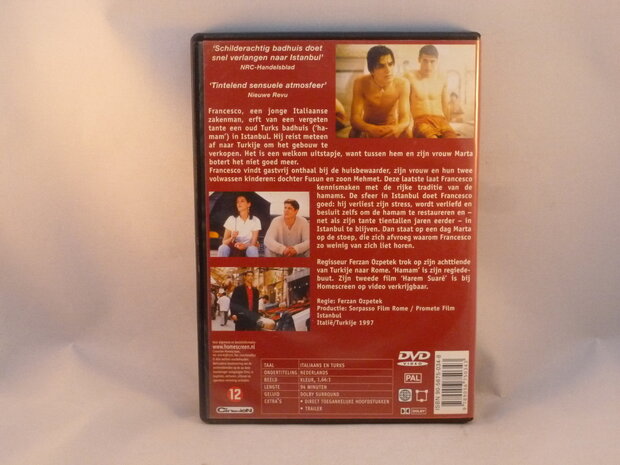 ‘Schilderachtig badhuis doet
snel verlangen naar Istanbul’
NRC-Handelsblad
‘Tintelend sensuele atmosfeer’
Nieuwe Revu
Francesco, een jonge Italiaanse
zakenman, erft van een vergeten
tante een oud Turks badhuis (‘ha-
mam’) in Istanbul. Hij reist meteen
af naar Turkije om het gebouw te
verkopen. Het is een welkom uitstapje, want tussen hem en zijn vrouw Marta
botert het niet goed meer.
Francesco vindt gastvrij onthaal bij de huisbewaarder, zijn vrouw en hun twee
volwassen kinderen: dochter Fusun en zoon Mehmet. Deze laatste laat Francesco
kennismaken met de rijke traditie van de
hamams. De sfeer in Istanbul doet Francesco
goed: hij verliest zijn stress, wordt verliefd en
besluit zelfs om de hamam te restaureren en –
net als zijn tante tientallen jaren eerder – in
Istanbul te blijven. Dan staat op een dag Marta
op de stoep, die zich afvroeg waarom Francesco
zo weinig van zich liet horen.
Regisseur Ferzan Ozpetek trok op zijn achttiende
van Turkije naar Rome. ‘Hamam’ is zijn regiede-
buut. Zijn tweede film ‘Harem Suaré’ is bij
Homescreen op video verkrijgbaar.
Regie: Ferzan Ozpetek
Productie: Sorpasso Film Rome / Promete Film
Istanbul
Italië/Turkije 1997
www.homescreen.nl
12
TAAL ITALIAANS EN TURKS
ONDERTITELING NEDERLANDS
BEELD KLEUR, 1.66:1
LENGTE 94 MINUTEN
GELUID DOLBY SURROUND
EXTRA'S • DIRECT TOEGANKELIJKE HOOFDSTUKKEN
• TRAILER
DVD
VIDEO
PAL
DOLBY